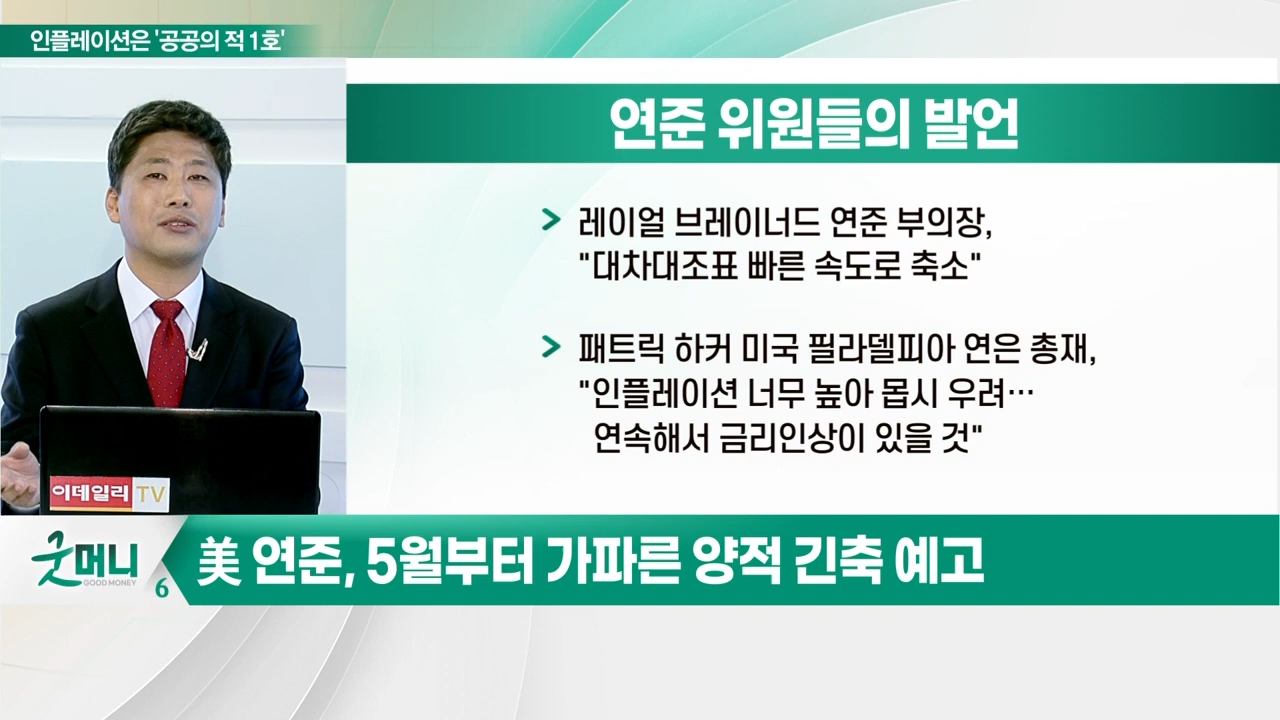 인플레이션은 '공공의 적 1호'
연준 위원들의 발언
레이얼 브레이너드 연준 부의장,
"대차대조표 빠른 속도로 축소"
패트릭 하커 미국 필라델피아 연은 총재,
"인플레이션 너무 높아 몹시 우려…
연속해서 금리인상이 있을 것"
이데일리 TV
굿머니
GOOD MONEY
6
美 연준, 5월부터 가파른 양적 긴축 예고